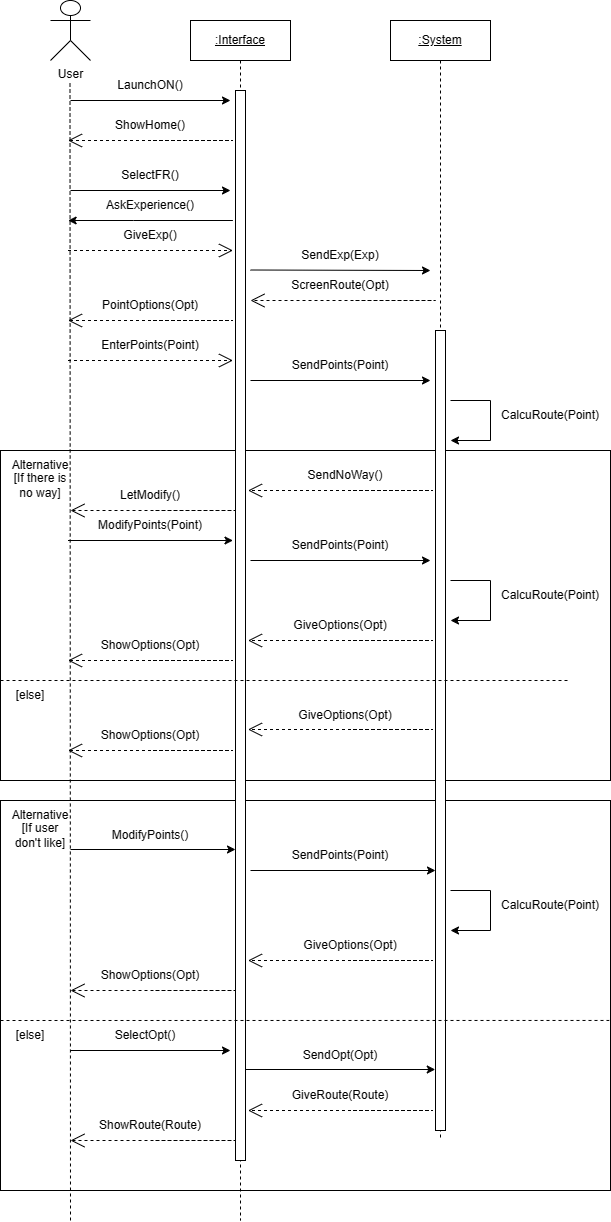 :Interface
:System
User
LaunchON()
ShowHome()
SelectFR()
AskExperience()
GiveExp()
SendExp(Exp)
ScreenRoute(Opt)
PointOptions(Opt)
EnterPoints(Point)
SendPoints(Point)
CalcuRoute(Point)
Alternative
[If there is
no way]
SendNoWay()
LetModify()
ModifyPoints(Point)
SendPoints(Point)
CalcuRoute(Point)
GiveOptions(Opt)
ShowOptions(Opt)
[else]
GiveOptions(Opt)
ShowOptions(Opt)
Alternative
[If user
don't like]
ModifyPoints()
SendPoints(Point)
CalcuRoute(Point)
GiveOptions(Opt)
ShowOptions(Opt)
[else]
SelectOpt()
SendOpt(Opt)
GiveRoute(Route)
ShowRoute(Route)